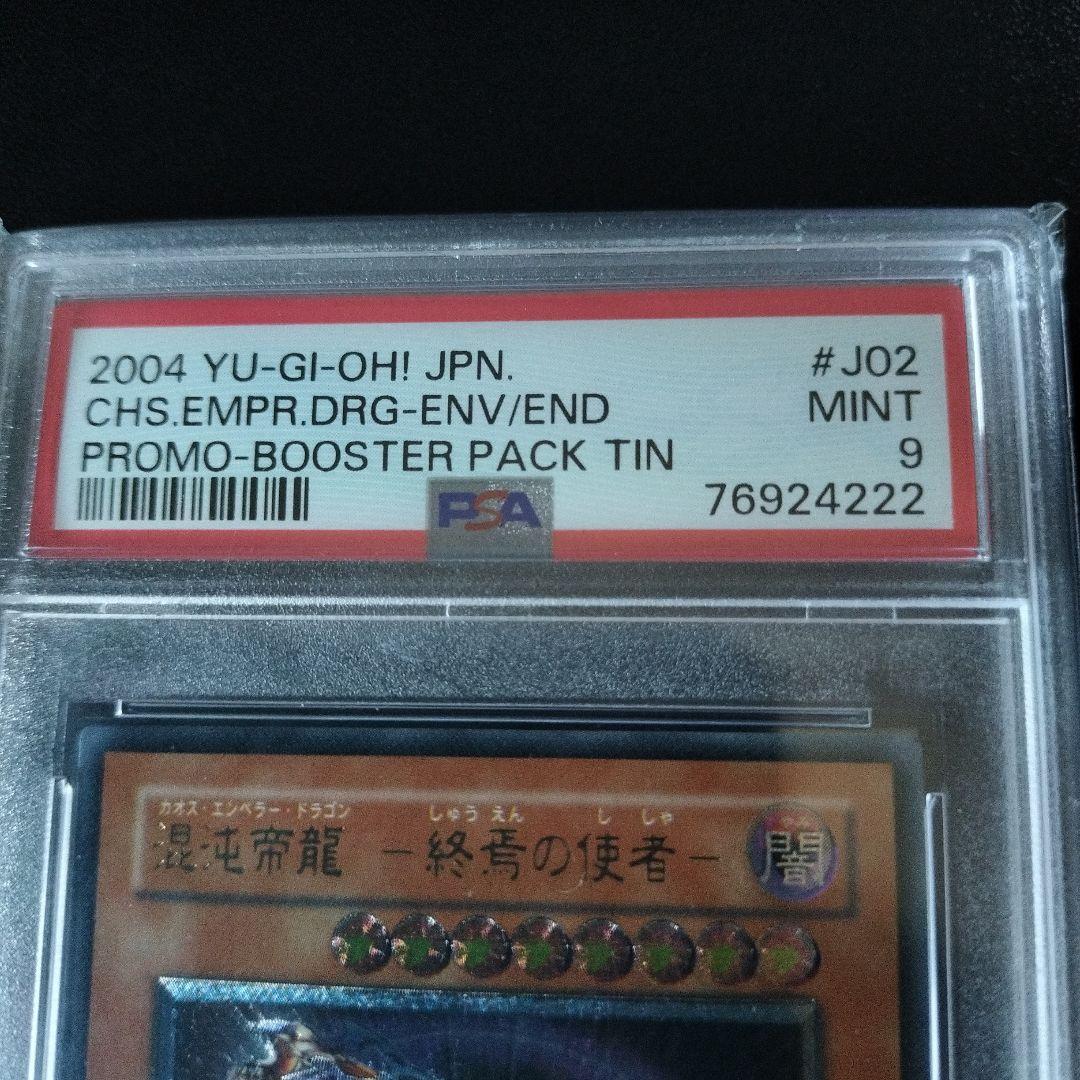 2004 YU-GI-OH! JPN. #J02
CHS.EMPR.DRG-ENV/END MINT
PROMO-BOOSTER PACK TIN 9
PSA 76924222
カオス・エンペラー・ドラゴン しゅうえん ししゃ
混沌帝龍 -終焉の使者- 闇